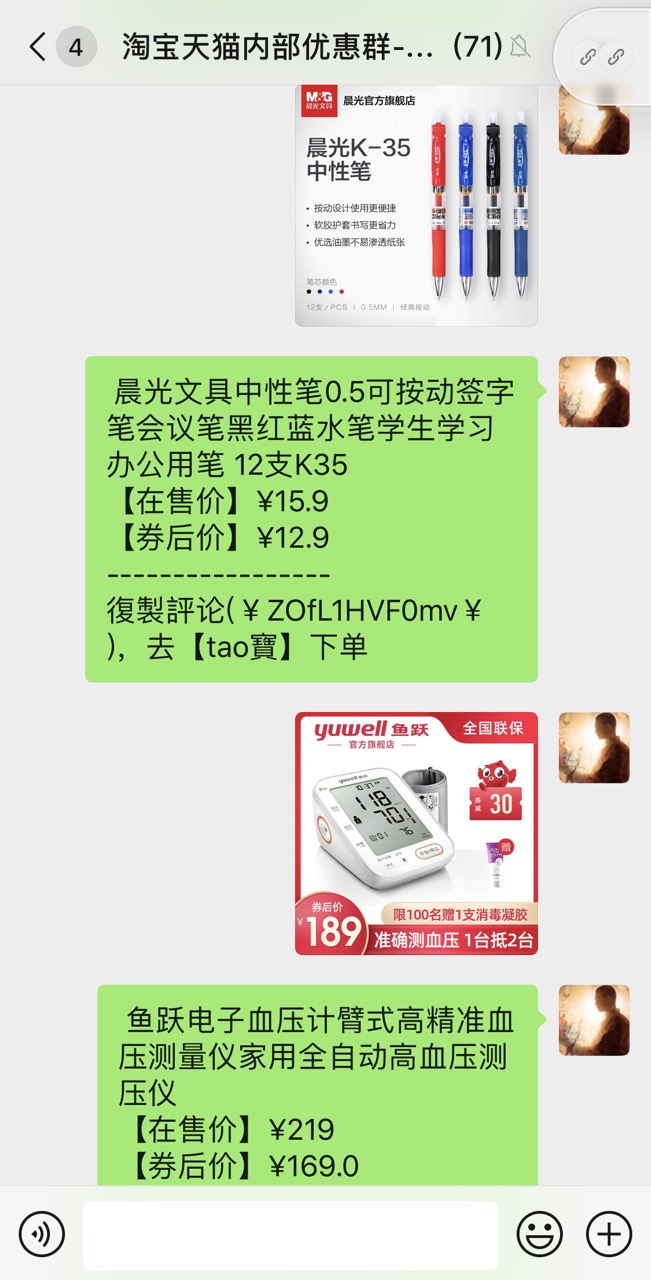 4
淘宝天猫内部优惠群-... (71)
M&G
晨光文具
晨光官方旗舰店
晨光K-35
中性笔
• 按动设计使用更便捷
• 软胶护套书写更省力
• 优选油墨不易渗透纸张
笔芯颜色
12支 / PCS | 0.5MM | 经典按动
晨光文具中性笔0.5可按动签字
笔会议笔黑红蓝水笔学生学习
办公用笔 12支K35
【在售价】¥15.9
【券后价】¥12.9
-----------------
復製評论(￥ZOfL1HVF0mv￥
)，去【tao寶】下单
yuwell 鱼跃
官方旗舰店
全国联保
yuwell 鱼跃
10:37
118
券减
30
76
赠
券后价
¥189
限100名赠1支消毒凝胶
准确测血压 1台抵2台
鱼跃电子血压计臂式高精准血
压测量仪家用全自动高血压测
压仪
【在售价】¥219
【券后价】¥169.0